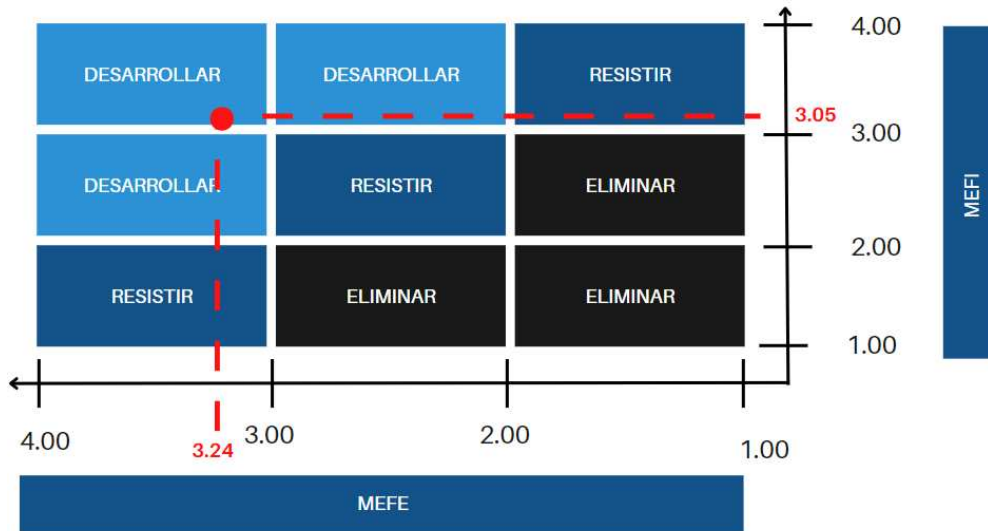 4.00
DESARROLLAR DESARROLLAR RESISTIR
3.05
3.00
DESARROLLAR RESISTIR ELIMINAR
MEFI
2.00
RESISTIR ELIMINAR ELIMINAR
1.00
4.00 3.24 3.00 2.00 1.00
MEFE